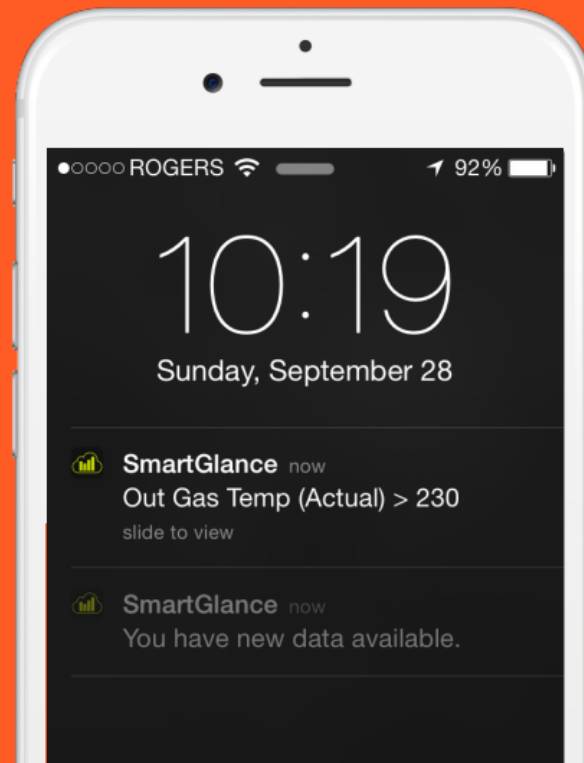 ROGERS 92%
10:19
Sunday, September 28
SmartGlance now
Out Gas Temp (Actual) > 230
slide to view
SmartGlance now
You have new data available.